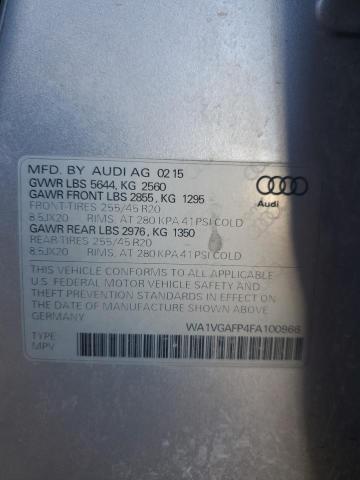 MFD. BY AUDI AG 02 15
GVWR LBS 5644, KG 2560
GAWR FRONT LBS 2855, KG 1295
FRONT-TIRES 255/45 R20
8.5JX20 RIMS, AT 280 KPA 41 PSI COLD
GAWR REAR LBS 2976, KG 1350
REAR-TIRES 255/45 R20
8.5JX20 RIMS, AT 280 KPA 41 PSI COLD
Audi
THIS VEHICLE CONFORMS TO ALL APPLICABLE
U.S. FEDERAL MOTOR VEHICLE SAFETY AND
THEFT PREVENTION STANDARDS IN EFFECT ON
THE DATE OF MANUFACTURE SHOWN ABOVE
GERMANY
WA1VGAFP4FA100966
TYPE
MPV